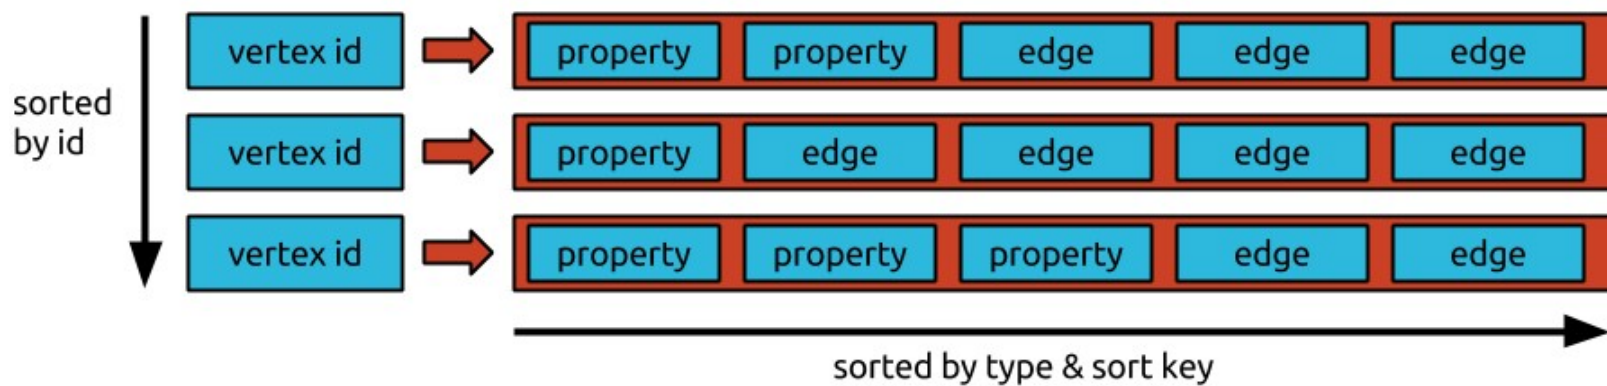 vertex id property property edge edge edge
sorted
by id
vertex id property edge edge edge edge
vertex id property property property edge edge
sorted by type & sort key